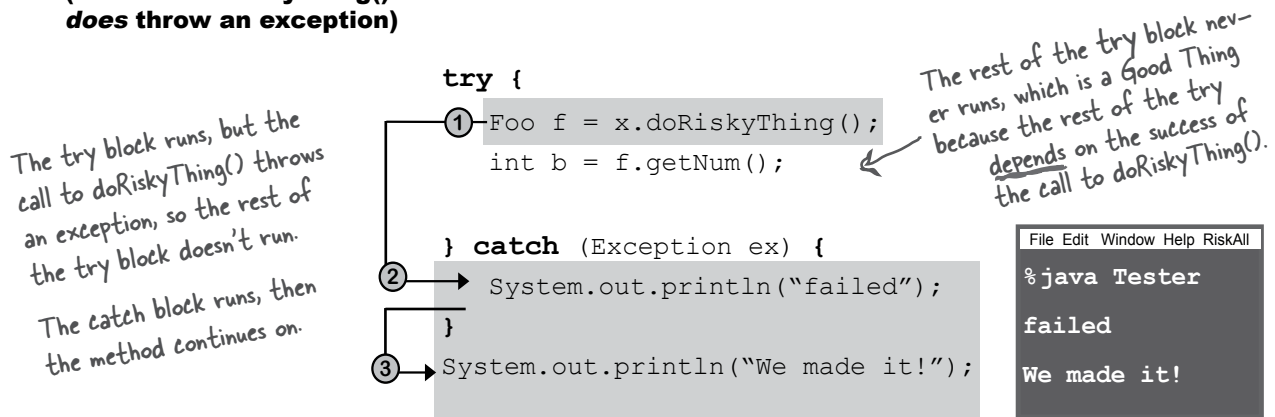 does throw an exception)
The try block runs, but the
call to doRiskyThing() throws
an exception, so the rest of
the try block doesn't run.
The catch block runs, then
the method continues on.
try {
1 Foo f = x.doRiskyThing();
int b = f.getNum();
} catch (Exception ex) {
2 System.out.println(“failed”);
}
3 System.out.println(“We made it!”);
The rest of the try block nev-
er runs, which is a Good Thing
because the rest of the try
depends on the success of
the call to doRiskyThing().
File Edit Window Help RiskAll
%java Tester
failed
We made it!